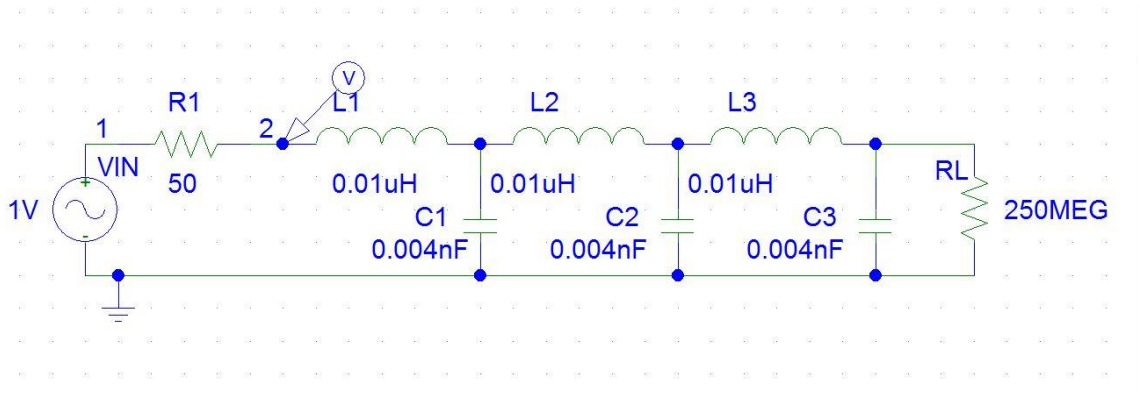 V
R1
L1
L2
L3
1
2
VIN
RL
50
0.01uH
0.01uH
0.01uH
1V
+
-
C1
C2
C3
250MEG
0.004nF
0.004nF
0.004nF